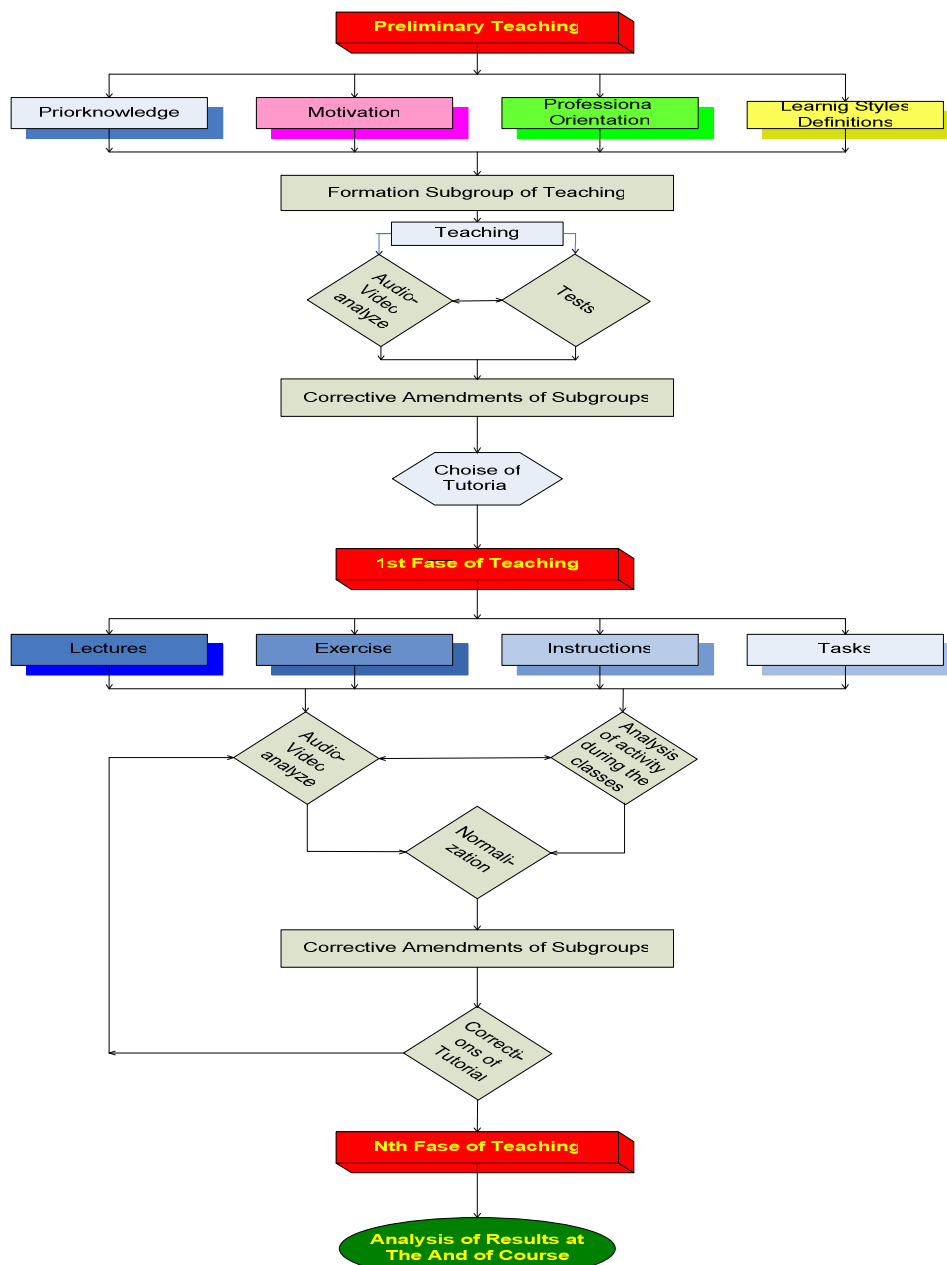 Preliminary Teaching
Priorknowledge
Motivation
Professiona
Orientation
Learnig Styles
Definitions
Formation Subgroup of Teaching
Teaching
Audio-
Video
analyze
Tests
Corrective Amendments of Subgroups
Choise of
Tutoria
1st Fase of Teaching
Lectures
Exercise
Instructions
Tasks
Audio-
Video
analyze
Analysis
of activity
during the
classes
Normali-
zation
Corrective Amendments of Subgroups
Correcti-
ons of
Tutorial
Nth Fase of Teaching
Analysis of Results at
The And of Course